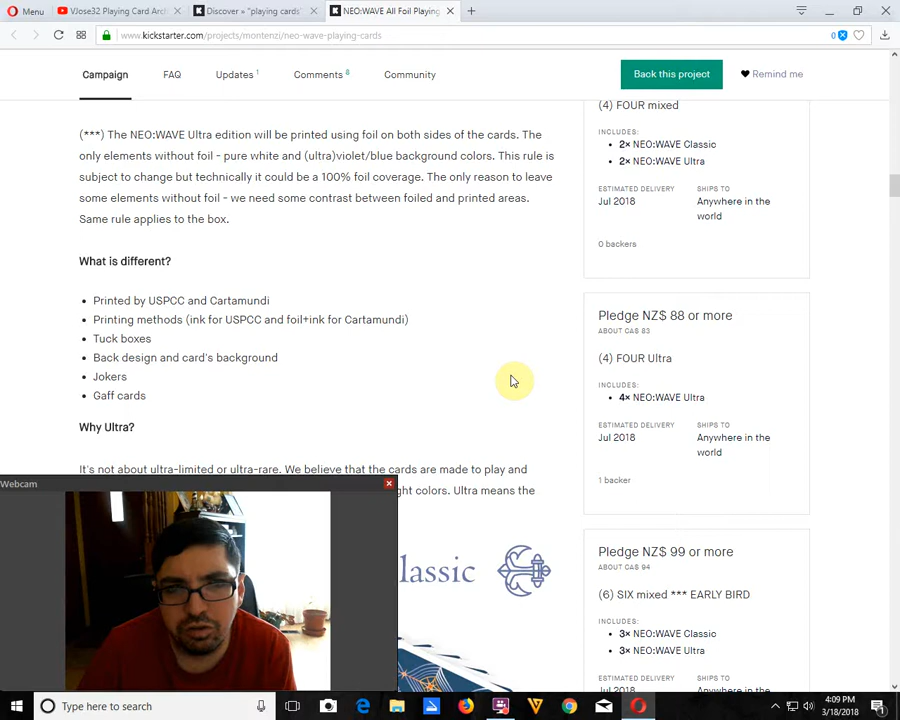 Menu
VJose32 Playing Card Arch
Discover » "playing cards"
NEO:WAVE All Foil Playing
www.kickstarter.com/projects/montenzi/neo-wave-playing-cards
0
Campaign
FAQ
Updates 1
Comments 8
Community
Back this project
Remind me
(***) The NEO:WAVE Ultra edition will be printed using foil on both sides of the cards. The
only elements without foil - pure white and (ultra)violet/blue background colors. This rule is
subject to change but technically it could be a 100% foil coverage. The only reason to leave
some elements without foil - we need some contrast between foiled and printed areas.
Same rule applies to the box.
What is different?
Printed by USPCC and Cartamundi
Printing methods (ink for USPCC and foil+ink for Cartamundi)
Tuck boxes
Back design and card's background
Jokers
Gaff cards
Why Ultra?
It's not about ultra-limited or ultra-rare. We believe that the cards are made to play and
ght colors. Ultra means the
lassic
(4) FOUR mixed
INCLUDES:
2× NEO:WAVE Classic
2× NEO:WAVE Ultra
ESTIMATED DELIVERY
Jul 2018
SHIPS TO
Anywhere in the
world
0 backers
Pledge NZ$ 88 or more
ABOUT CA$ 83
(4) FOUR Ultra
INCLUDES:
4× NEO:WAVE Ultra
ESTIMATED DELIVERY
Jul 2018
SHIPS TO
Anywhere in the
world
1 backer
Pledge NZ$ 99 or more
ABOUT CA$ 94
(6) SIX mixed *** EARLY BIRD
INCLUDES:
3× NEO:WAVE Classic
3× NEO:WAVE Ultra
ESTIMATED DELIVERY
SHIPS TO
Webcam
Type here to search
4:09 PM
3/18/2018